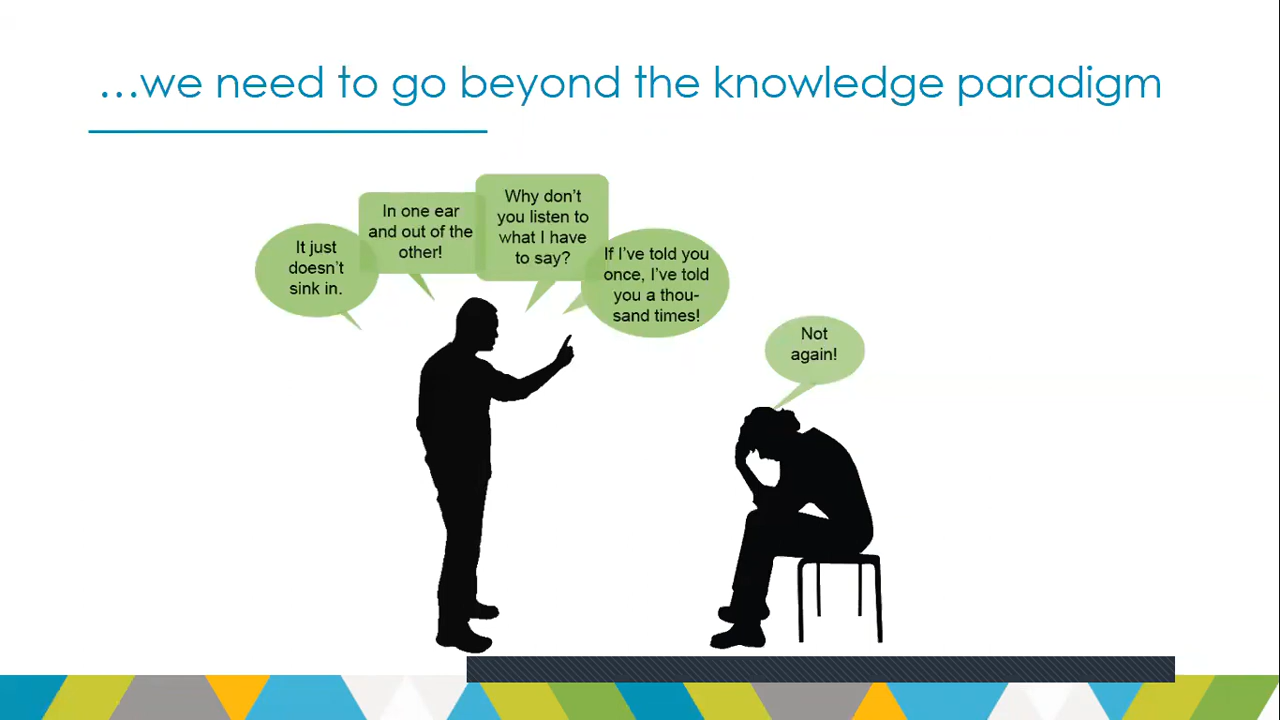 …we need to go beyond the knowledge paradigm
It just
doesn’t
sink in.
In one ear
and out of the
other!
Why don’t
you listen to
what I have
to say?
If I’ve told you
once, I’ve told
you a thou-
sand times!
Not
again!